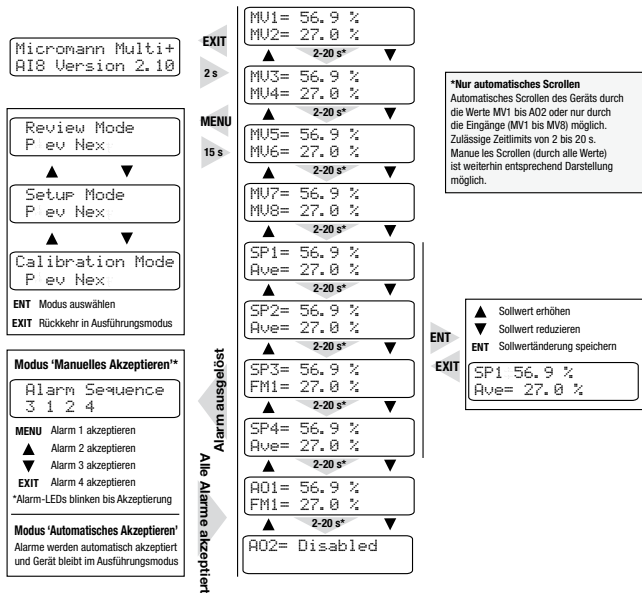 Micromann Multi+
AI8 Version 2.10
EXIT
2 s
MENU
15 s
Review Mode
P ev Nex
Setup Mode
P ev Nex
Calibration Mode
P ev Nex
ENT Modus auswählen
EXIT Rückkehr in Ausführungsmodus
Modus 'Manuelles Akzeptieren'*
Alarm Sequence
3 1 2 4
MENU Alarm 1 akzeptieren
▲ Alarm 2 akzeptieren
▼ Alarm 3 akzeptieren
EXIT Alarm 4 akzeptieren
*Alarm-LEDs blinken bis Akzeptierung
Modus 'Automatisches Akzeptieren'
Alarme werden automatisch akzeptiert
und Gerät bleibt im Ausführungsmodus
Alarm ausgelöst
Alle Alarme akzeptiert
MV1= 56.9 %
MV2= 27.0 %
▲ 2-20 s* ▼
MV3= 56.9 %
MV4= 27.0 %
▲ 2-20 s* ▼
MV5= 56.9 %
MV6= 27.0 %
▲ 2-20 s* ▼
MV7= 56.9 %
MV8= 27.0 %
▲ 2-20 s* ▼
SP1= 56.9 %
Ave= 27.0 %
▲ 2-20 s* ▼
SP2= 56.9 %
Ave= 27.0 %
▲ 2-20 s* ▼
SP3= 56.9 %
FM1= 27.0 %
▲ 2-20 s* ▼
SP4= 56.9 %
Ave= 27.0 %
▲ 2-20 s* ▼
AO1= 56.9 %
FM1= 27.0 %
▲ 2-20 s* ▼
AO2= Disabled
*Nur automatisches Scrollen
Automatisches Scrollen des Geräts durch
die Werte MV1 bis AO2 oder nur durch
die Eingänge (MV1 bis MV8) möglich.
Zulässige Zeitlimits von 2 bis 20 s.
Manue les Scrollen (durch alle Werte)
ist weiterhin entsprechend Darstellung
möglich.
ENT
EXIT
▲ Sollwert erhöhen
▼ Sollwert reduzieren
ENT Sollwertänderung speichern
SP1 56.9 %
Ave= 27.0 %